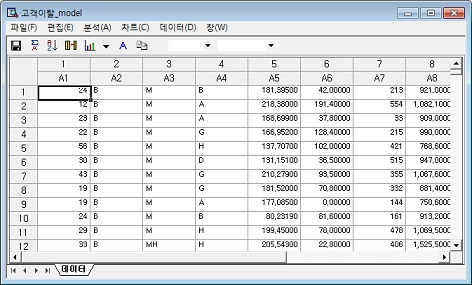 고객이탈_model
파일(F) 편집(E) 분석(A) 차트(C) 데이터(D) 창(W)
A
1 2 3 4 5 6 7 8
A1 A2 A3 A4 A5 A6 A7 A8
1 24 B M B 181,39500 42,00000 213 921,0000
2 12 B M A 218,38000 191,40000 554 1,082,1000
3 23 B M A 168,69900 37,80000 33 909,0000
4 22 B M G 166,95200 128,40000 215 990,0000
5 56 B M H 137,70700 102,00000 421 768,6000
6 30 B M D 131,15100 36,50000 515 947,0000
7 43 B M G 210,27900 93,50000 355 1,067,6000
8 19 B M G 181,52000 70,80000 332 881,4000
9 19 B M A 177,08500 0,00000 144 750,6000
10 24 B M B 80,23190 81,60000 161 913,2000
11 29 B M H 199,45000 78,00000 478 1,069,5000
12 33 B MH H 205,54300 22,80000 406 1,525,5000
데이터